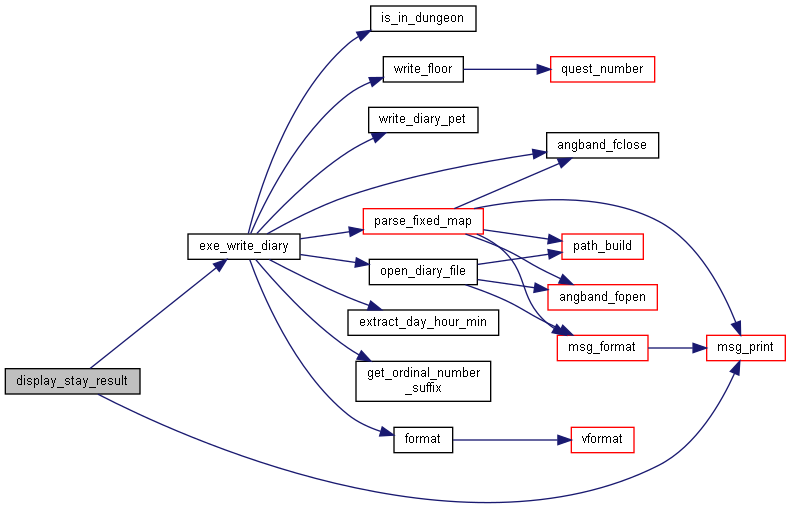 is_in_dungeon
write_floor
quest_number
write_diary_pet
angband_fclose
parse_fixed_map
exe_write_diary
path_build
open_diary_file
angband_fopen
extract_day_hour_min
msg_format
msg_print
display_stay_result
get_ordinal_number
_suffix
format
vformat